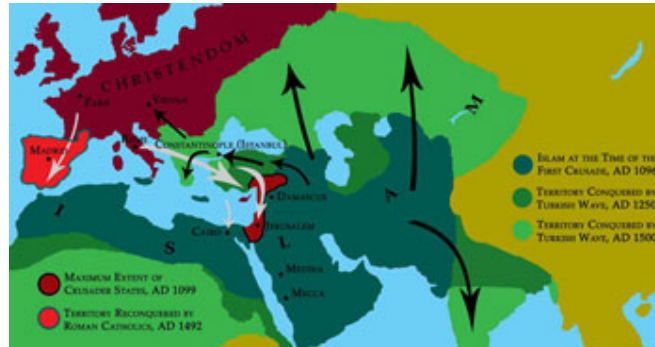 CHRISTENDOM
PARIS
VIENNA
ROME
MADRID
CONSTANTINOPLE (ISTANBUL)
DAMASCUS
JERUSALEM
CAIRO
MEDINA
MECCA
I
S
L
A
M
ISLAM AT THE TIME OF THE
FIRST CRUSADE, AD 1096
TERRITORY CONQUERED BY
TURKISH WAVE, AD 1250
TERRITORY CONQUERED BY
TURKISH WAVE, AD 1500
MAXIMUM EXTENT OF
CRUSADER STATES, AD 1099
TERRITORY RECONQUERED BY
ROMAN CATHOLICS, AD 1492